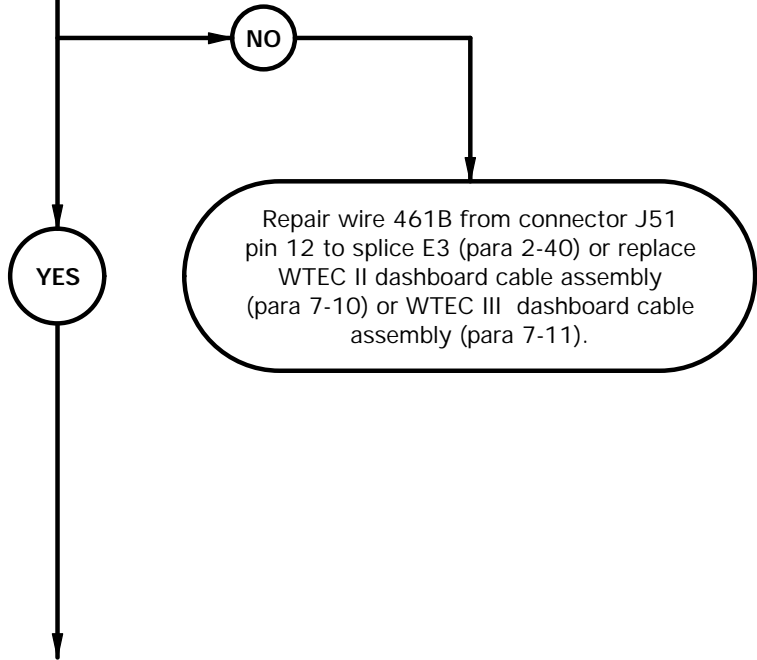 NO
YES
Repair wire 461B from connector J51
pin 12 to splice E3 (para 2-40) or replace
WTEC II dashboard cable assembly
(para 7-10) or WTEC III dashboard cable
assembly (para 7-11).